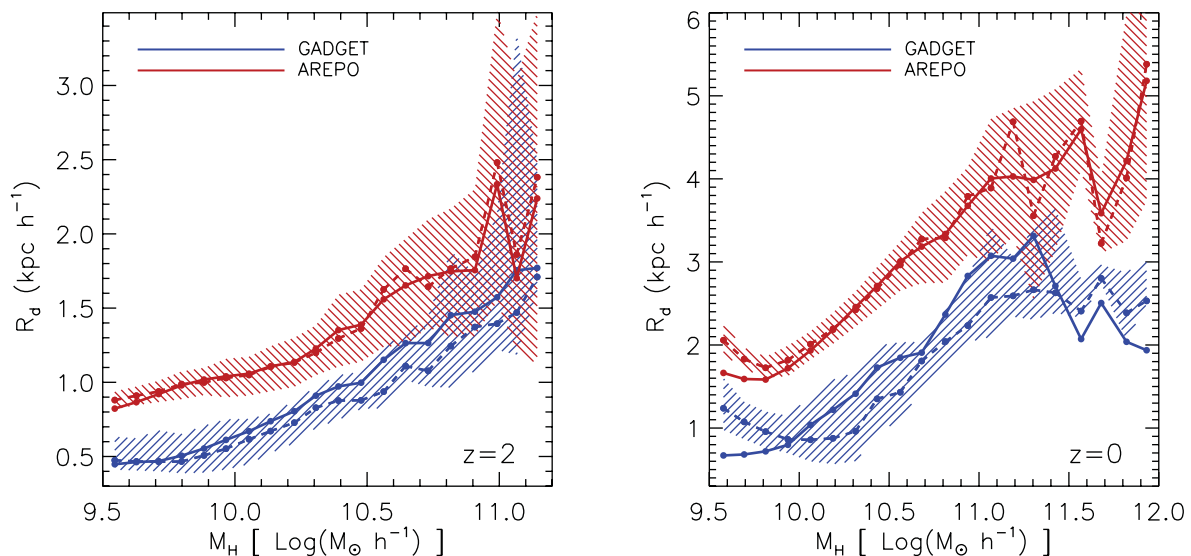 GADGET
AREPO
3.0
2.5
2.0
1.5
1.0
0.5
R_d (kpc h^-1)
z=2
9.5 10.0 10.5 11.0
M_H [ Log(M_⊙ h^-1) ]
GADGET
AREPO
6
5
4
3
2
1
R_d (kpc h^-1)
z=0
9.5 10.0 10.5 11.0 11.5 12.0
M_H [ Log(M_⊙ h^-1) ]